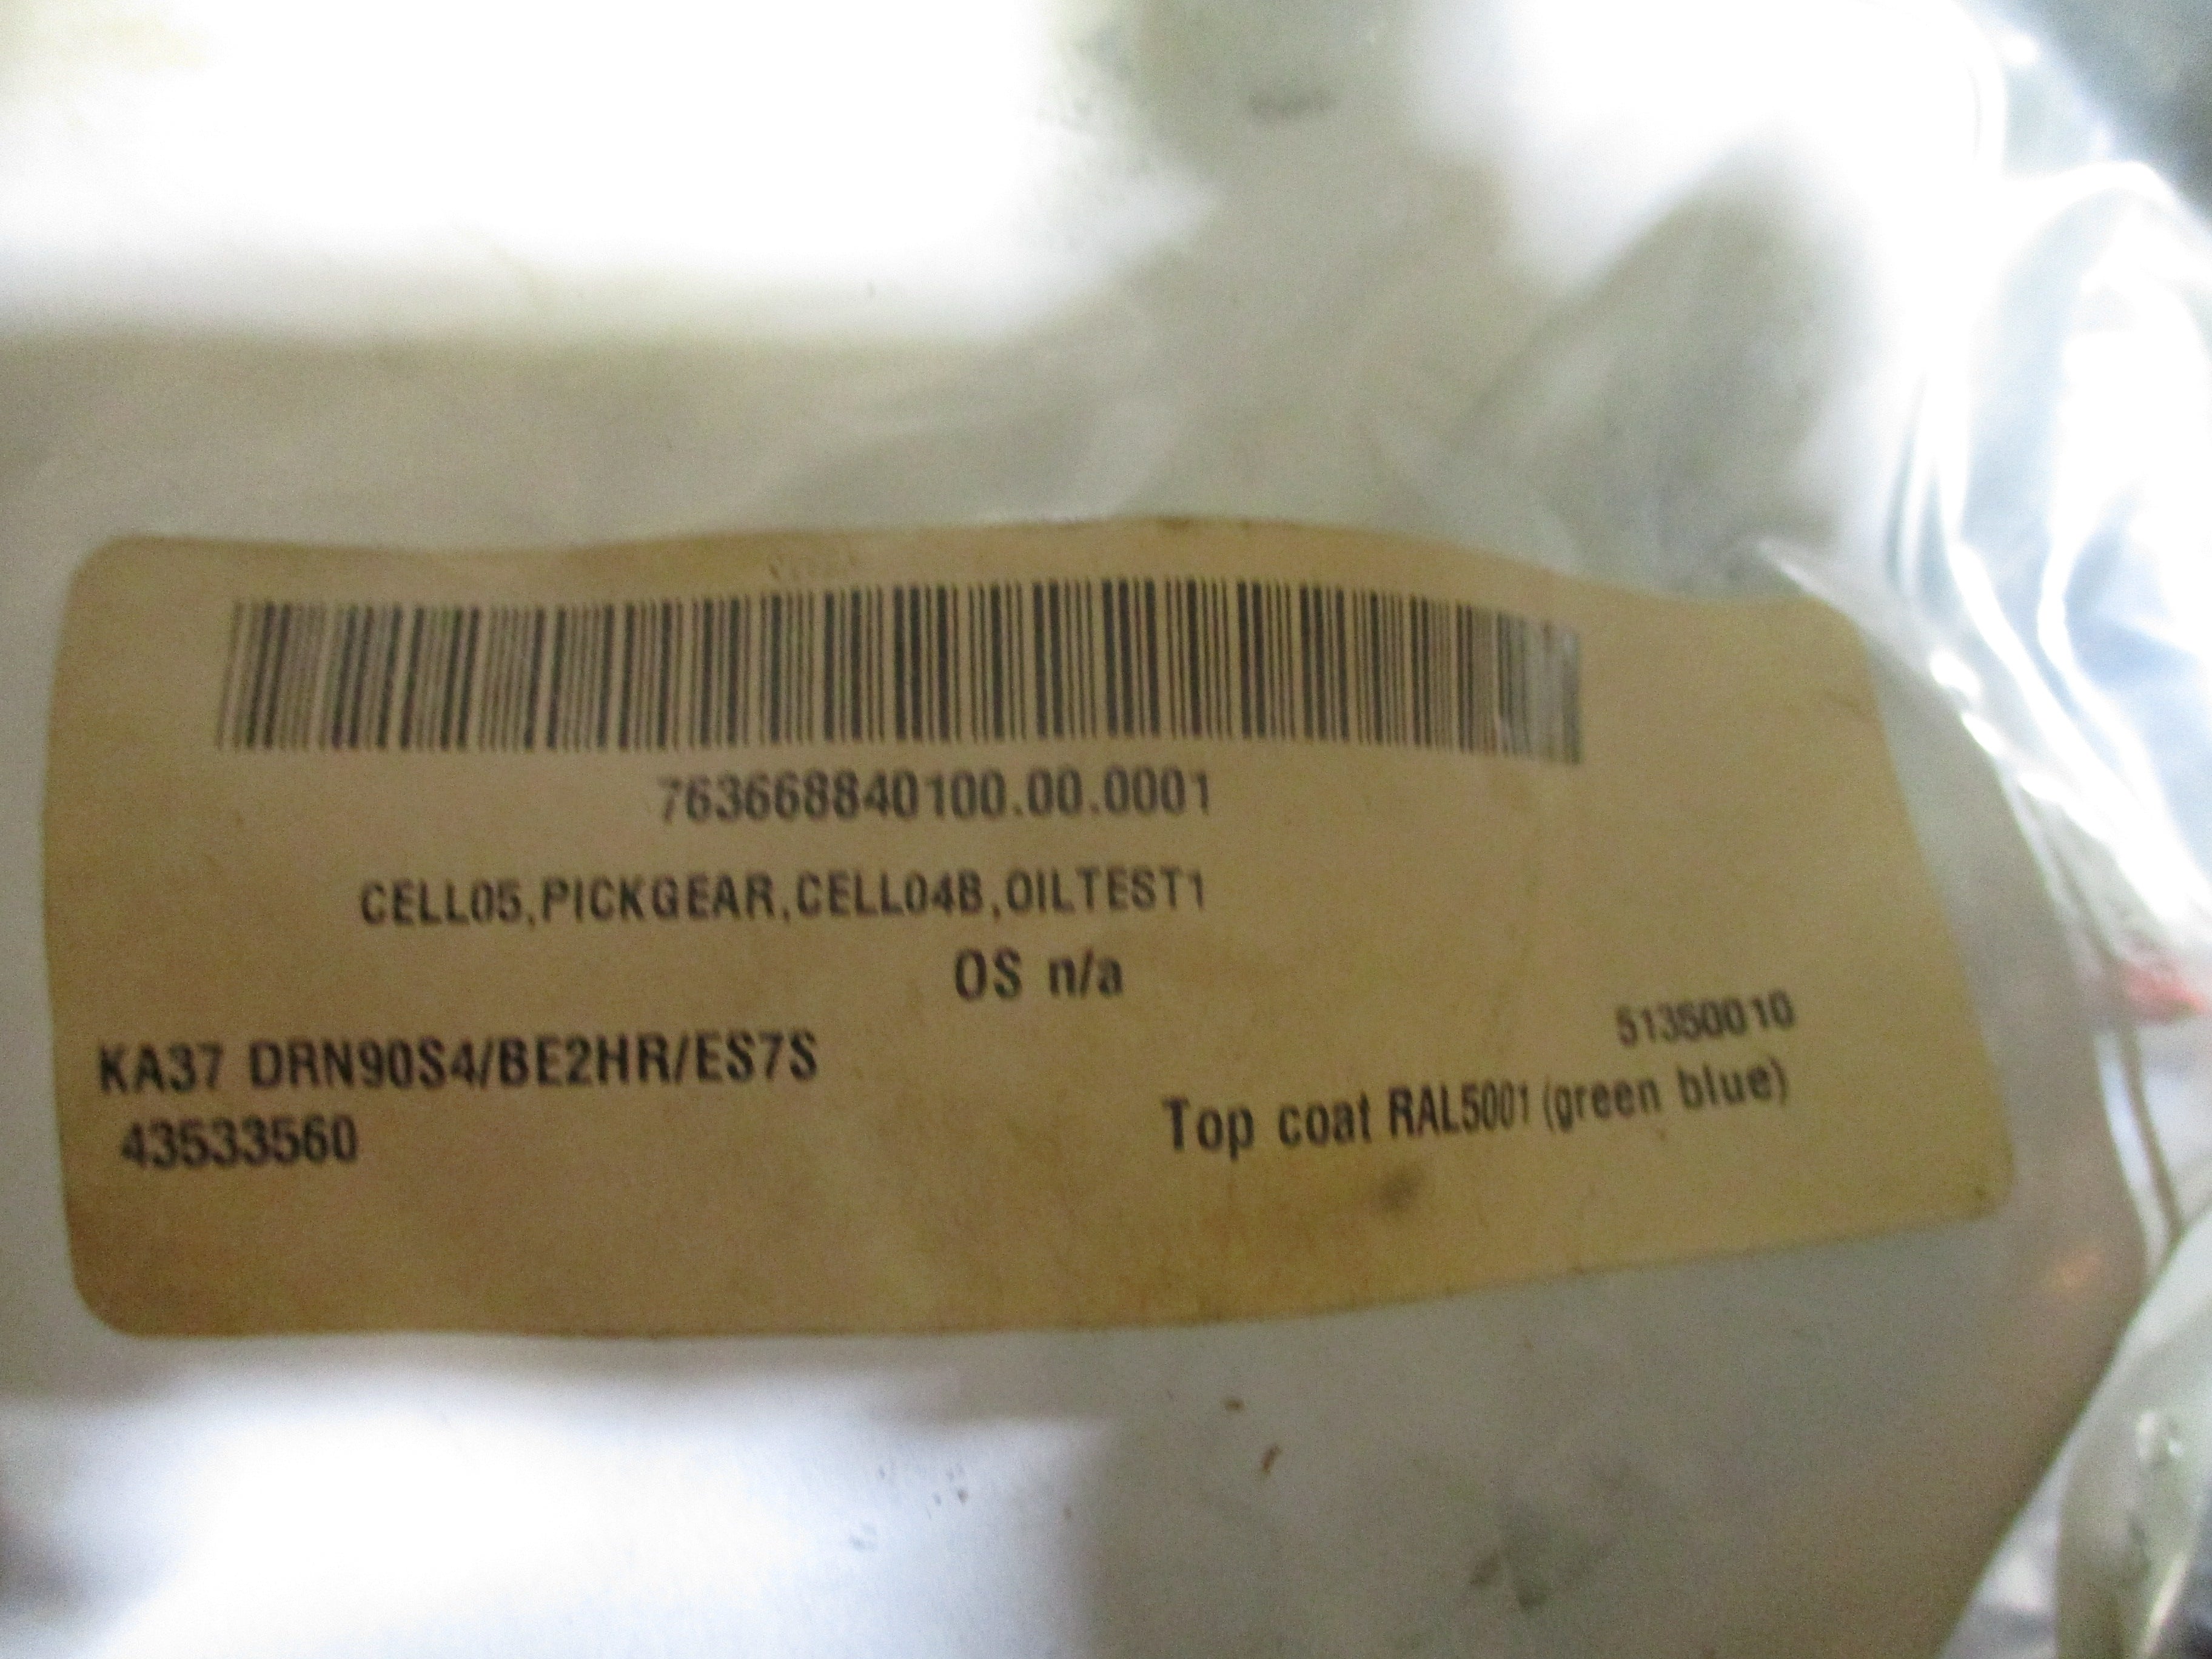 763668840100.00.0001
CELL05,PICKGEAR,CELL04B,OILTEST1
OS n/a
51350010
KA37 DRN90S4/BE2HR/ES7S
Top coat RAL5001 (green blue)
43533560